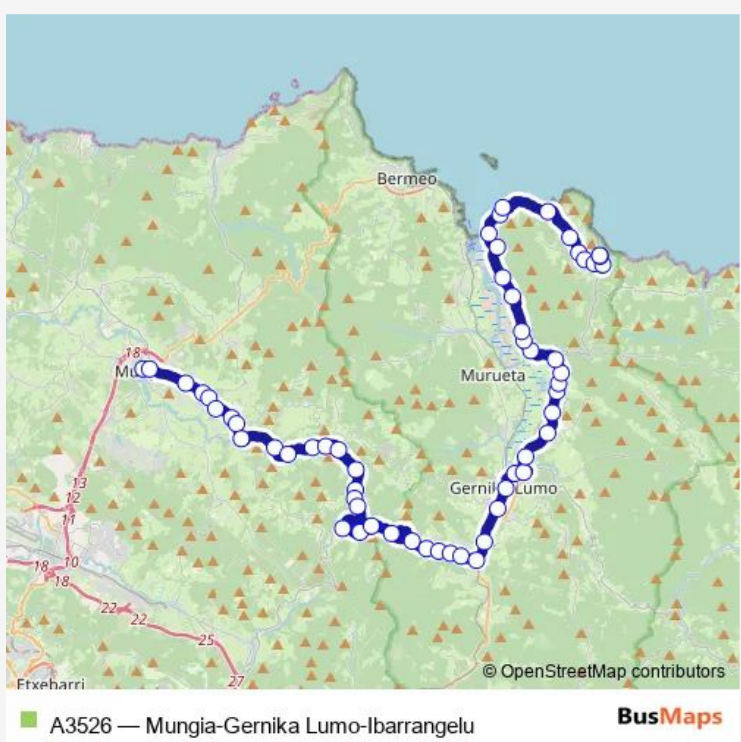 Bermeo
18
Mu
Murueta
Gernika-Lumo
13
12
11
10
18
18
22
22
25
27
Etxebarri
© OpenStreetMap contributors
A3526 — Mungia-Gernika Lumo-Ibarrangelu
BusMaps